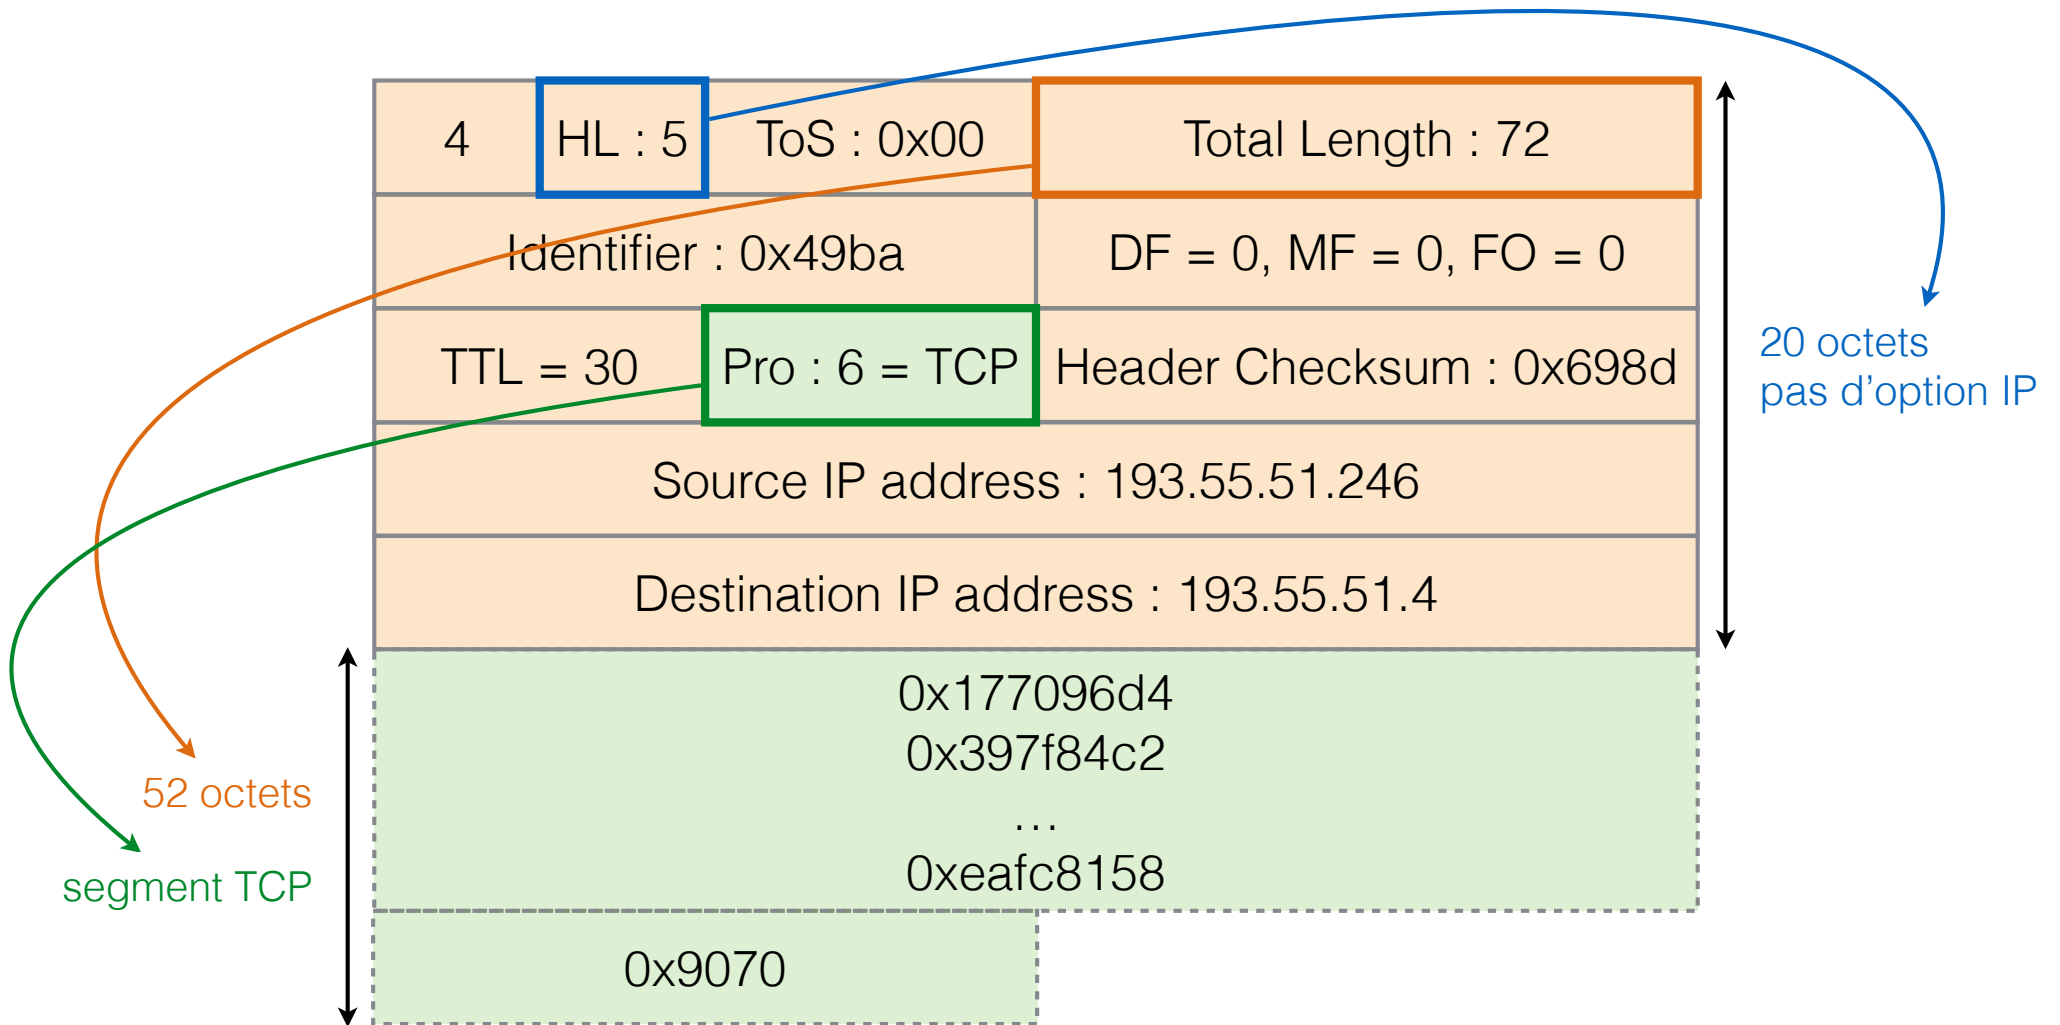 4 HL : 5 ToS : 0x00 Total Length : 72
Identifier : 0x49ba DF = 0, MF = 0, FO = 0
TTL = 30 Pro : 6 = TCP Header Checksum : 0x698d
20 octets
pas d’option IP
Source IP address : 193.55.51.246
Destination IP address : 193.55.51.4
0x177096d4
0x397f84c2
…
0xeafc8158
52 octets
segment TCP
0x9070